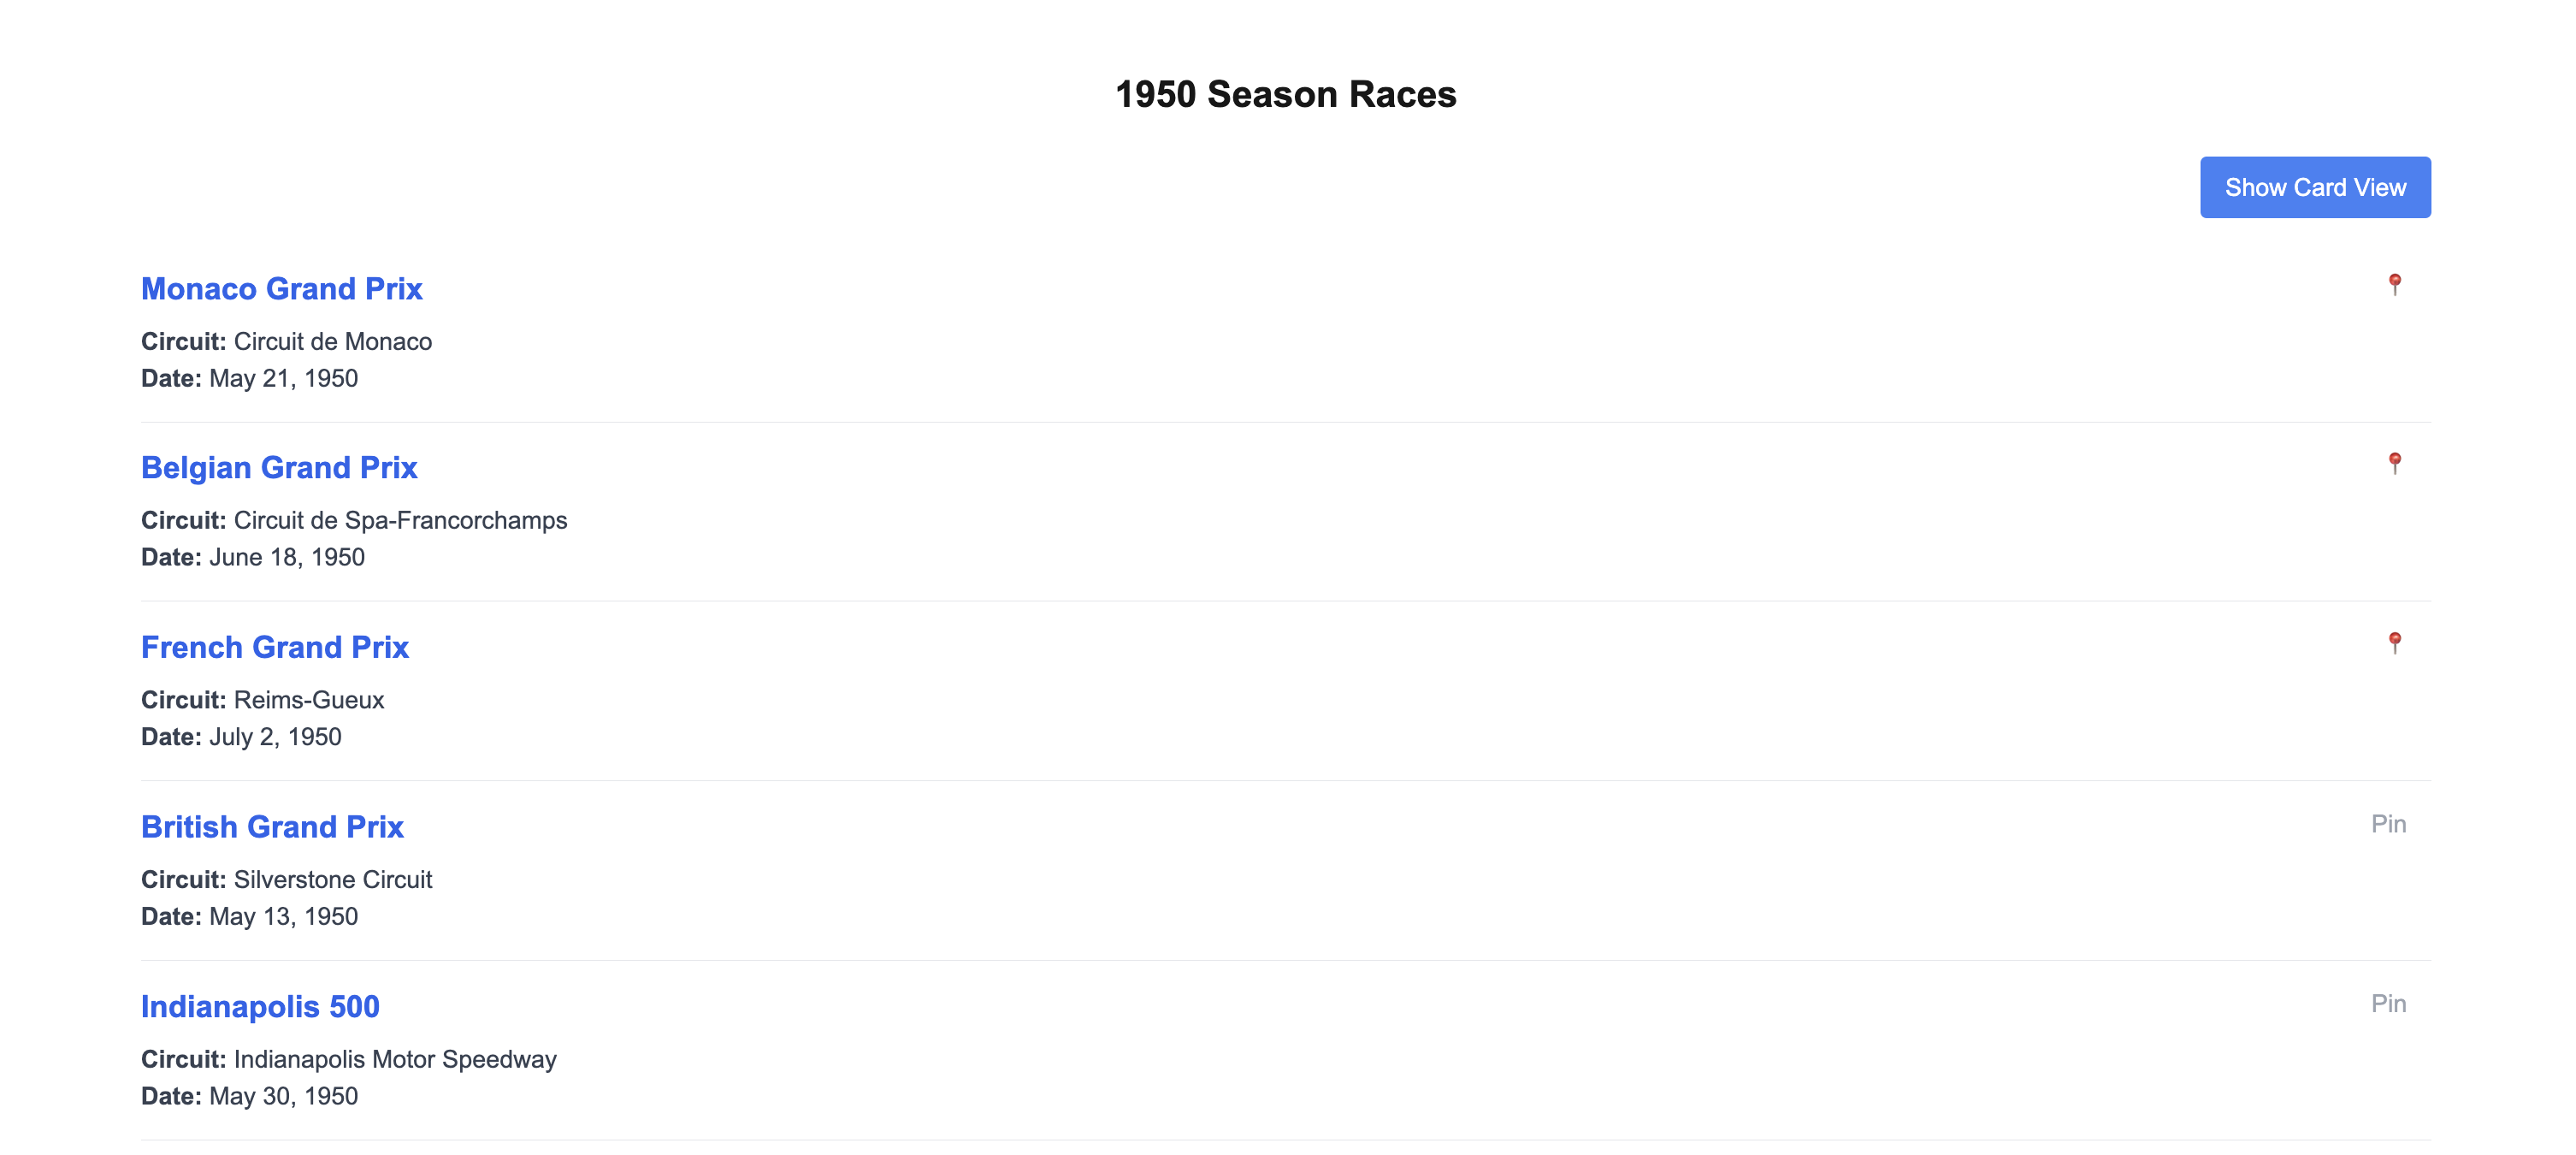 1950 Season Races
Show Card View
Monaco Grand Prix
Circuit: Circuit de Monaco
Date: May 21, 1950
Belgian Grand Prix
Circuit: Circuit de Spa-Francorchamps
Date: June 18, 1950
French Grand Prix
Circuit: Reims-Gueux
Date: July 2, 1950
British Grand Prix
Pin
Circuit: Silverstone Circuit
Date: May 13, 1950
Indianapolis 500
Pin
Circuit: Indianapolis Motor Speedway
Date: May 30, 1950